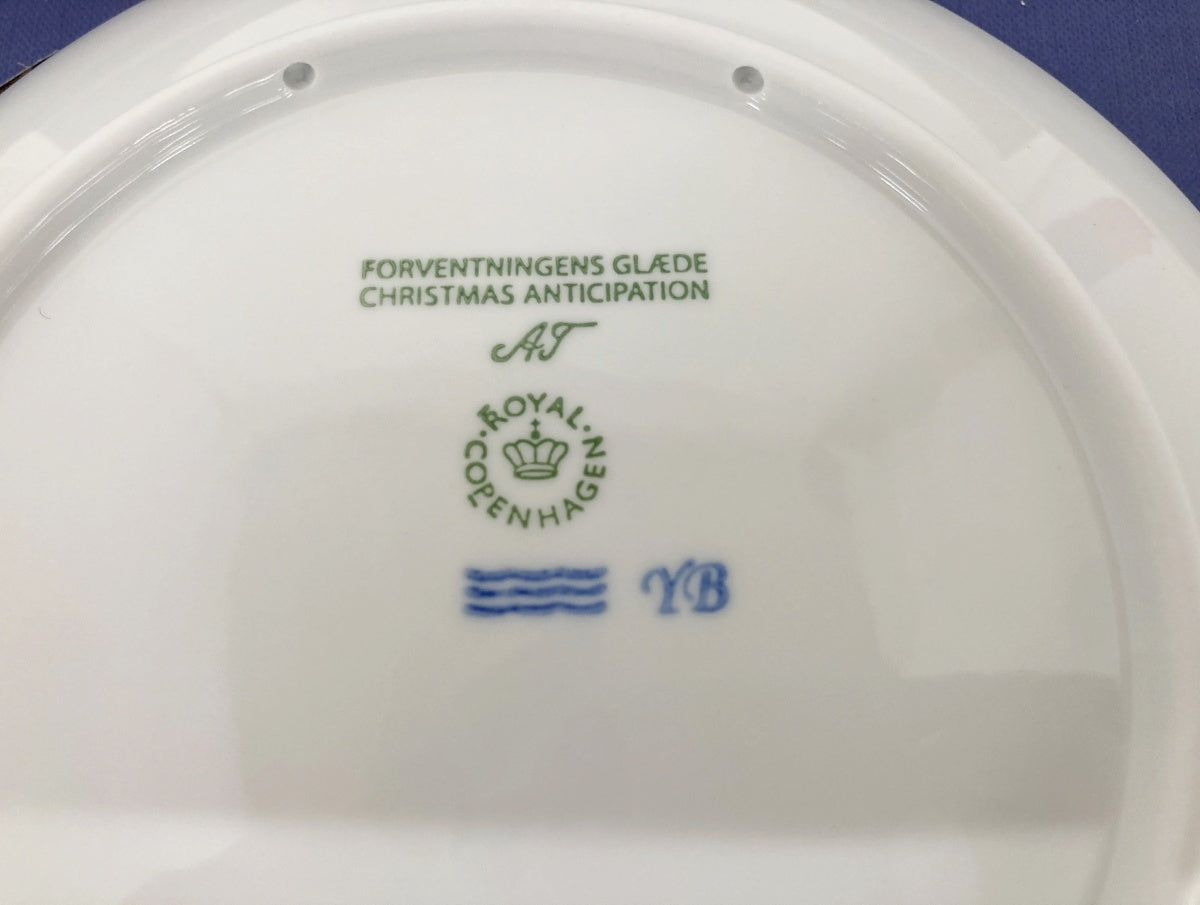 FORVENTNINGENS GLÆDE
CHRISTMAS ANTICIPATION
AT
ROYAL · COPENHAGEN ·
YB